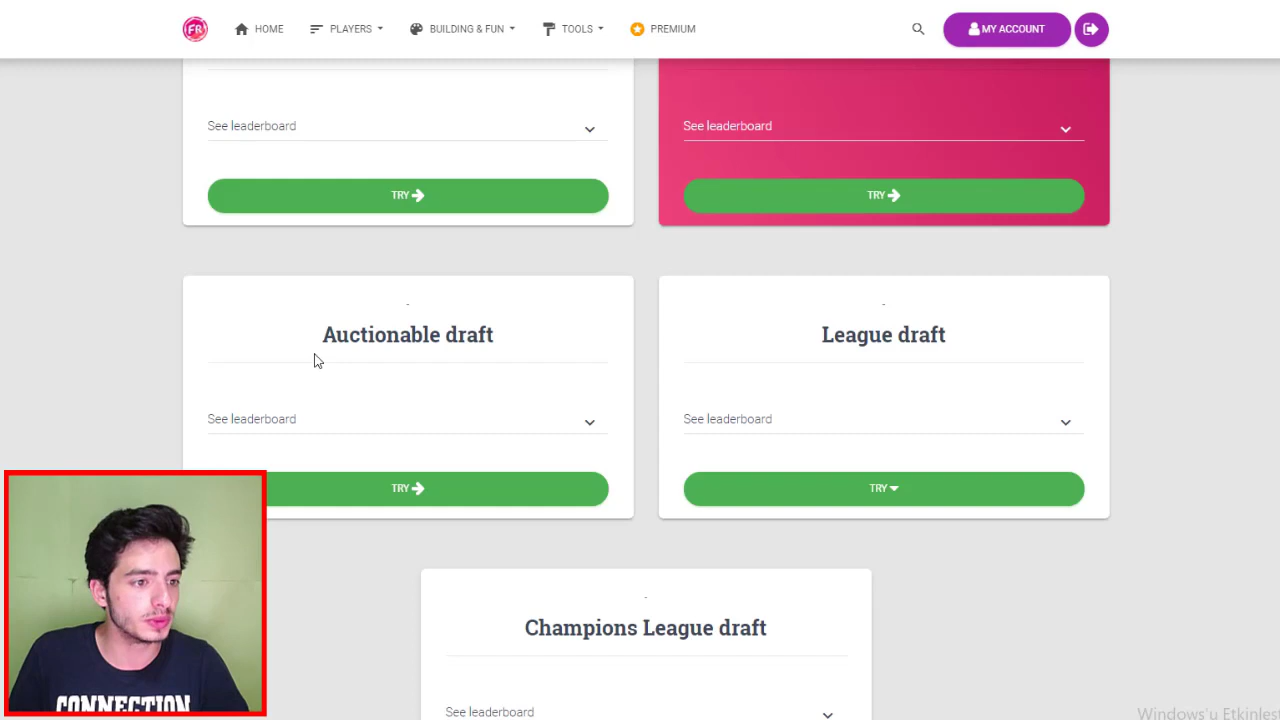 FR HOME PLAYERS BUILDING & FUN TOOLS PREMIUM MY ACCOUNT
See leaderboard See leaderboard
TRY TRY
- -
Auctionable draft League draft
See leaderboard See leaderboard
TRY TRY
-
Champions League draft
See leaderboard
CONNECTION
Windows'u Etkinleşt